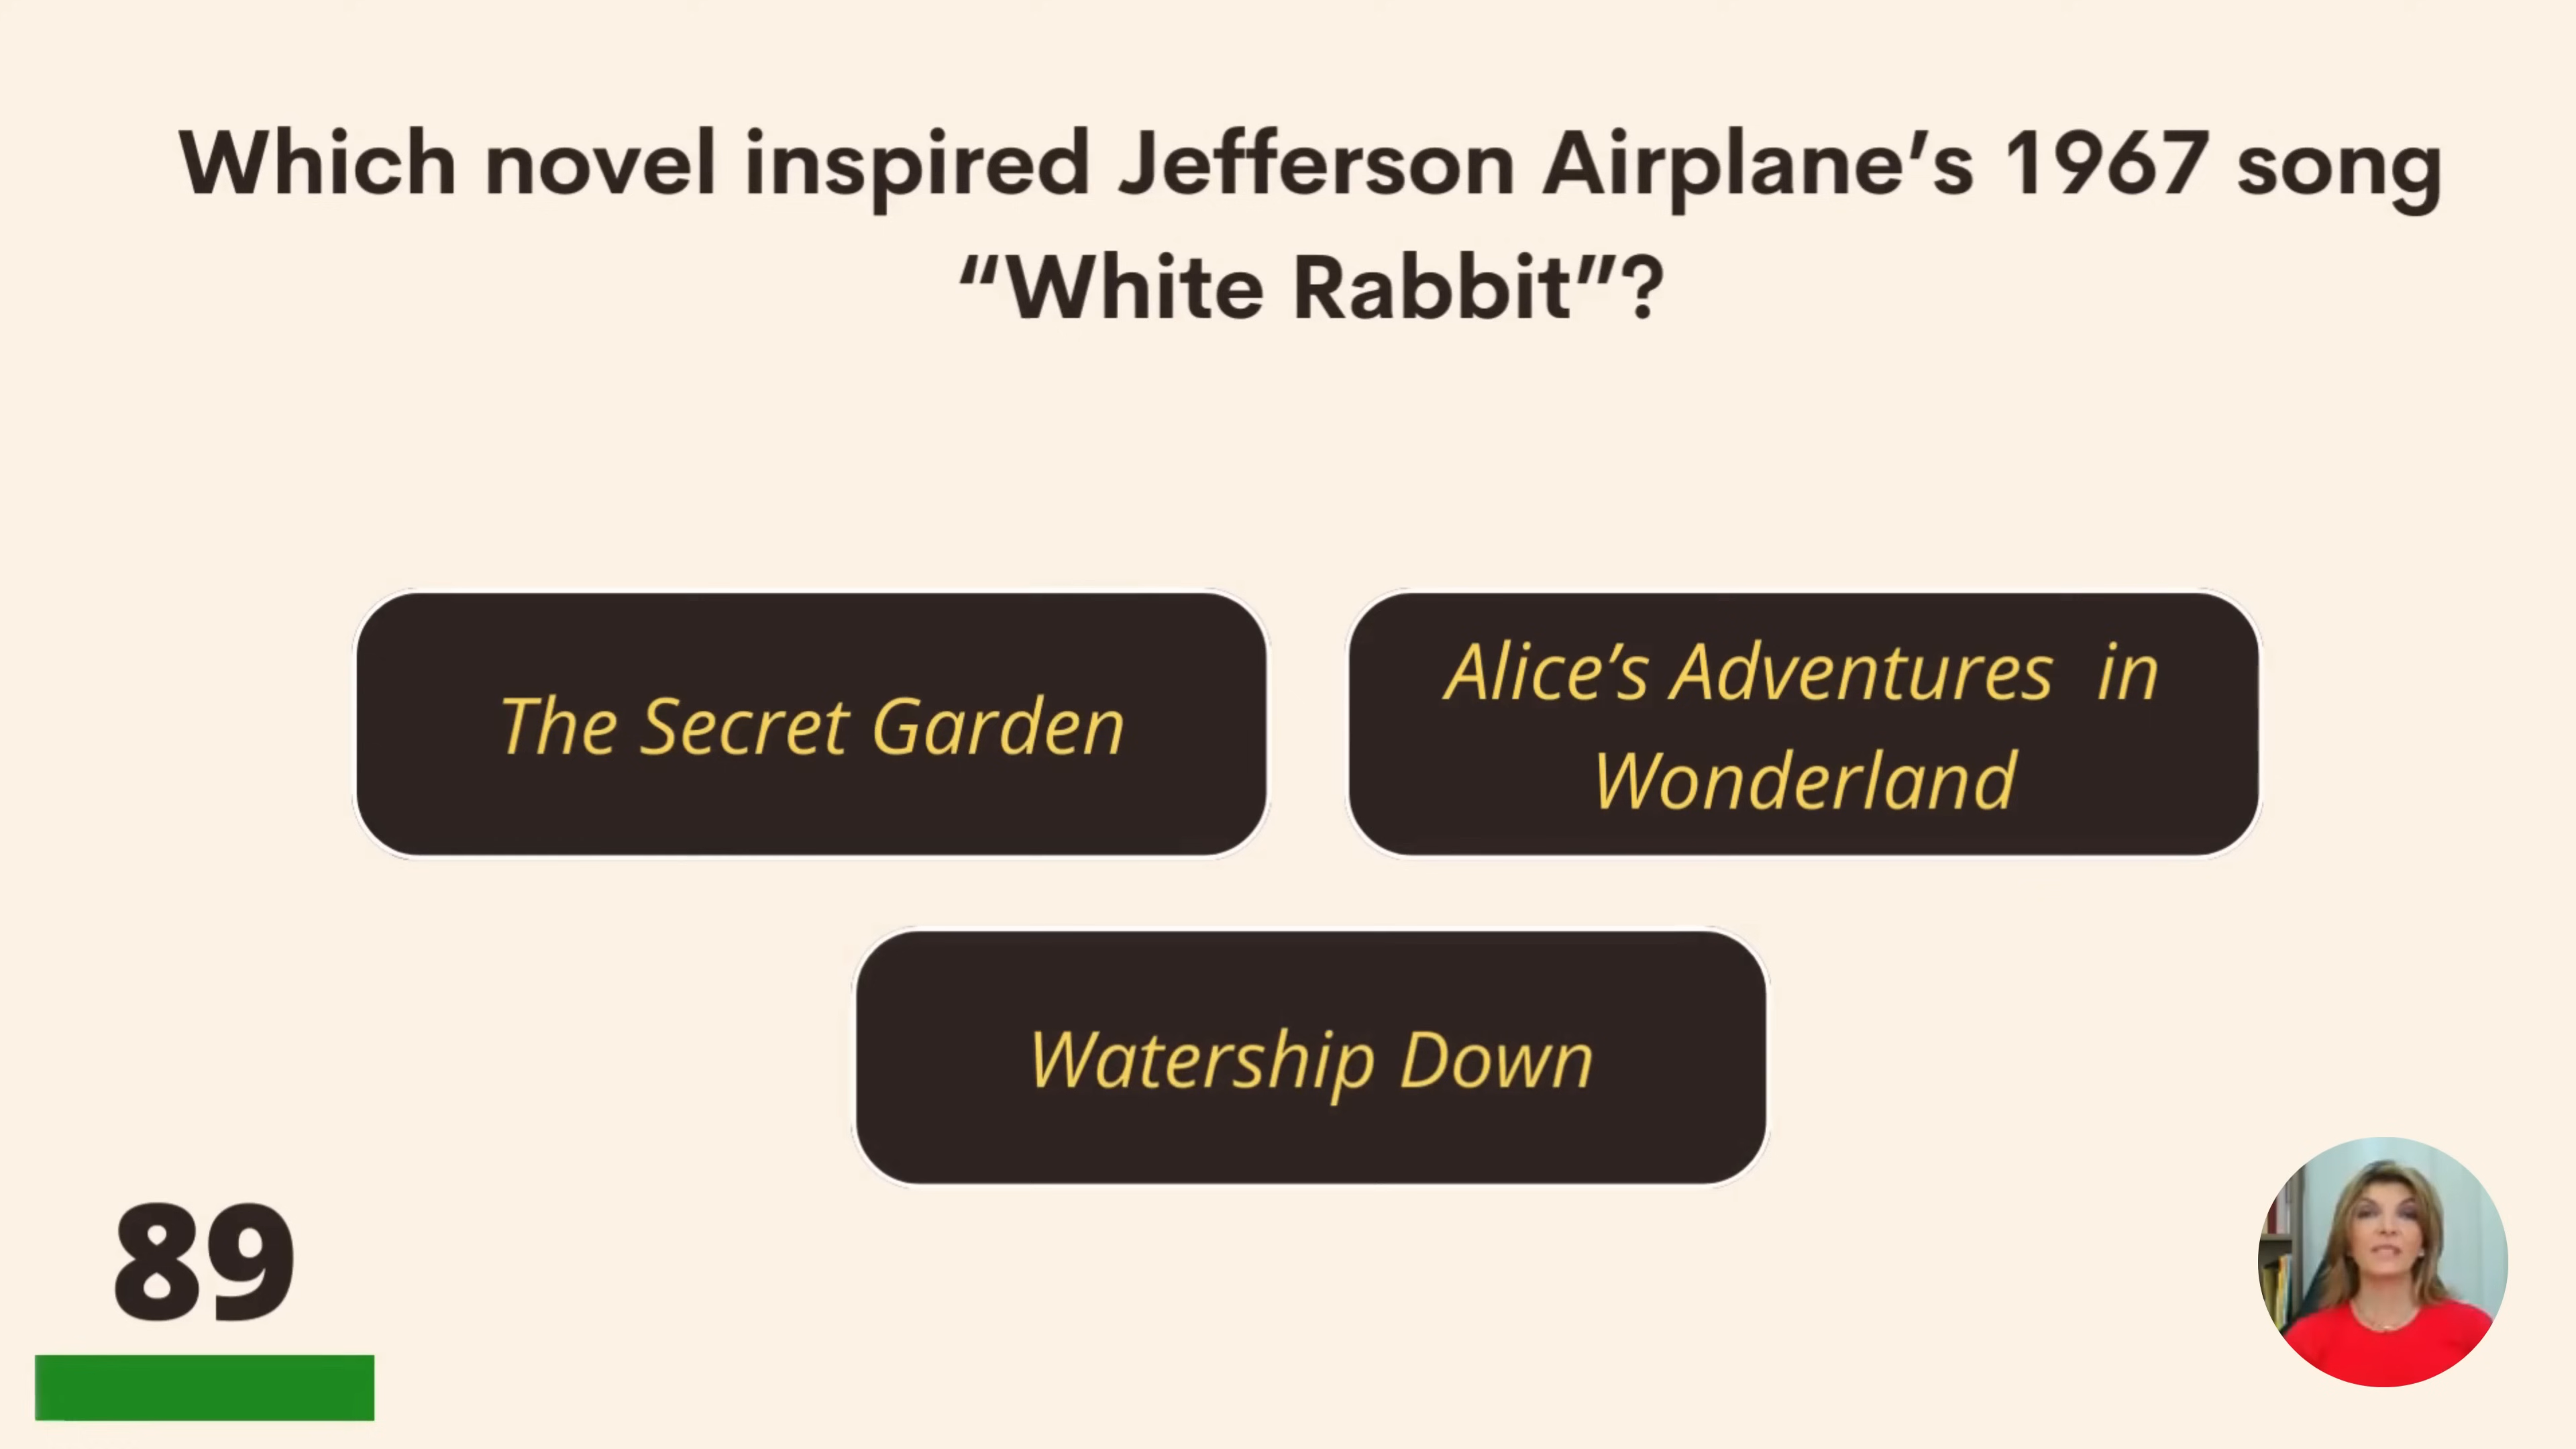 Which novel inspired Jefferson Airplane’s 1967 song
“White Rabbit”?
The Secret Garden
Alice’s Adventures in
Wonderland
Watership Down
89